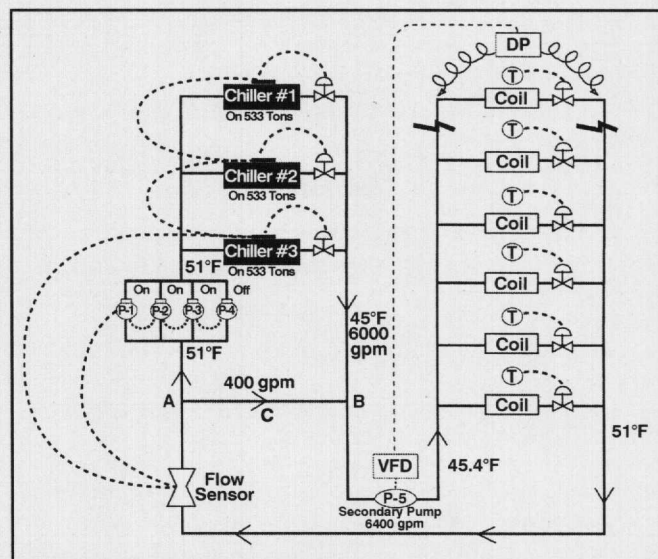 DP
T
Chiller #1
Coil
On 533 Tons
T
Coil
Chiller #2
On 533 Tons
T
Coil
Chiller #3
On 533 Tons
51°F
T
On On On Off
Coil
P-1 P-2 P-3 P-4
45°F
6000
gpm
T
51°F
Coil
400 gpm
T
A
B
Coil
C
51°F
Flow
Sensor
VFD
45.4°F
P-5
Secondary Pump
6400 gpm